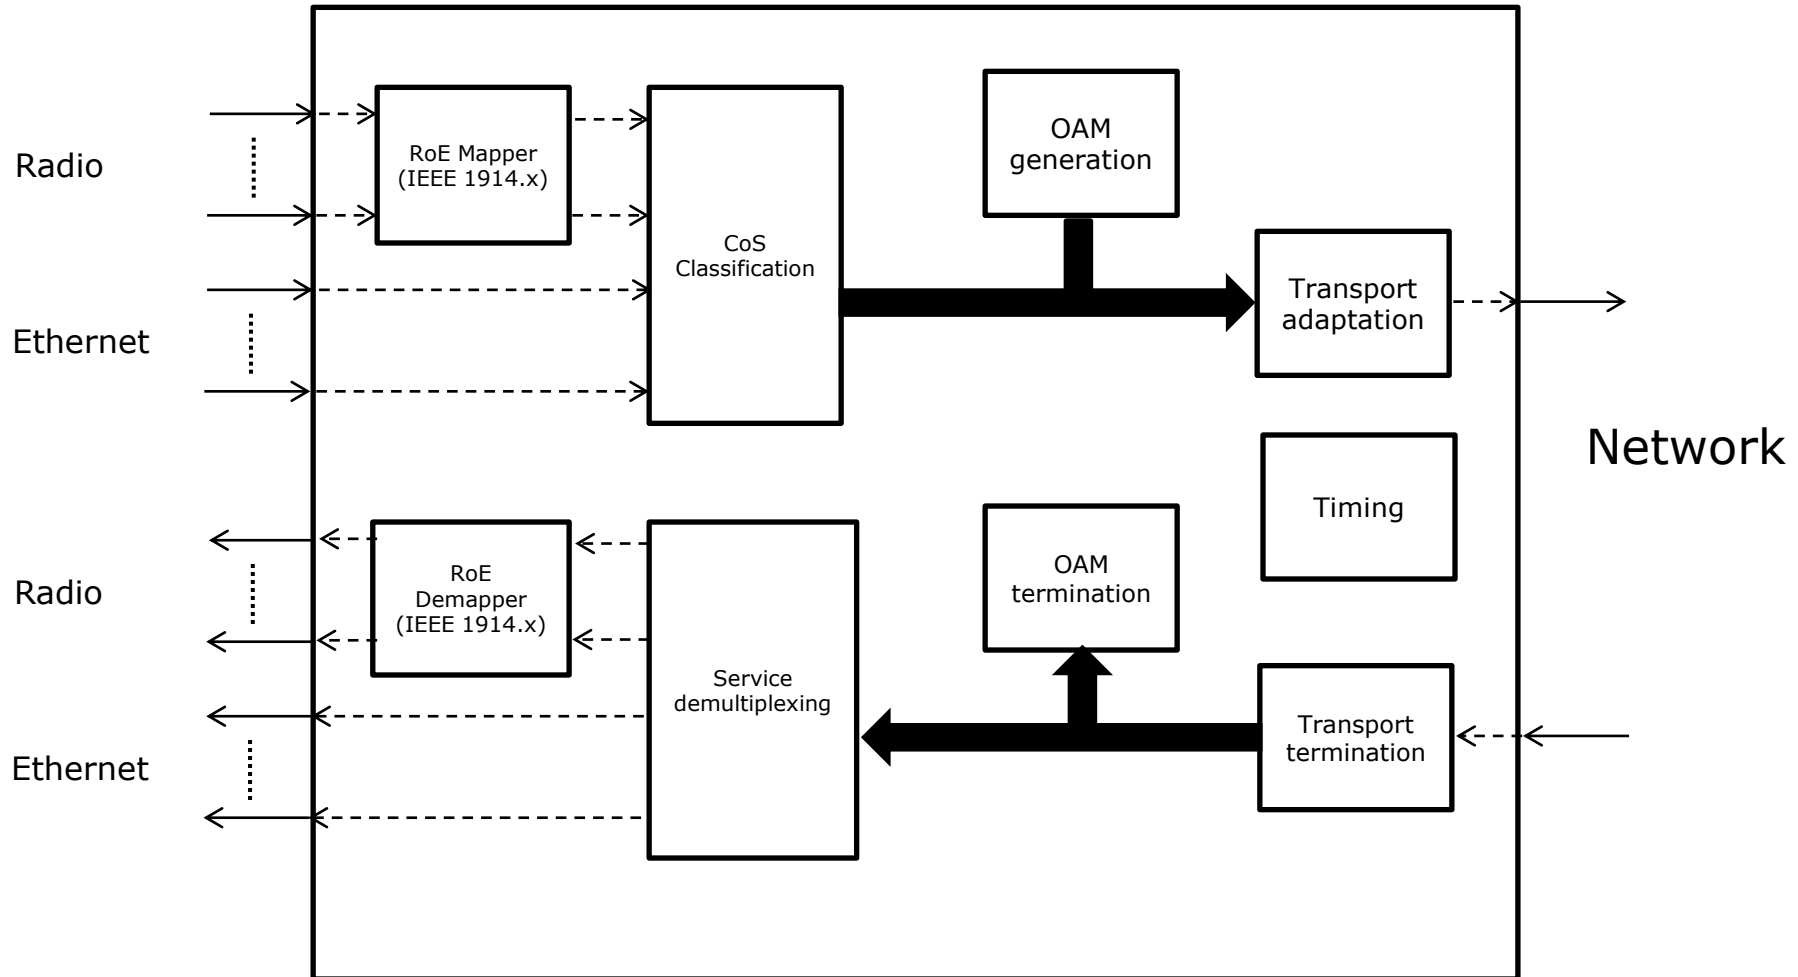 OAM
generation
Radio
RoE Mapper
(IEEE 1914.x)
CoS
Classification
Transport
adaptation
Ethernet
Network
Timing
Radio
RoE
Demapper
(IEEE 1914.x)
OAM
termination
Service
demultiplexing
Transport
termination
Ethernet